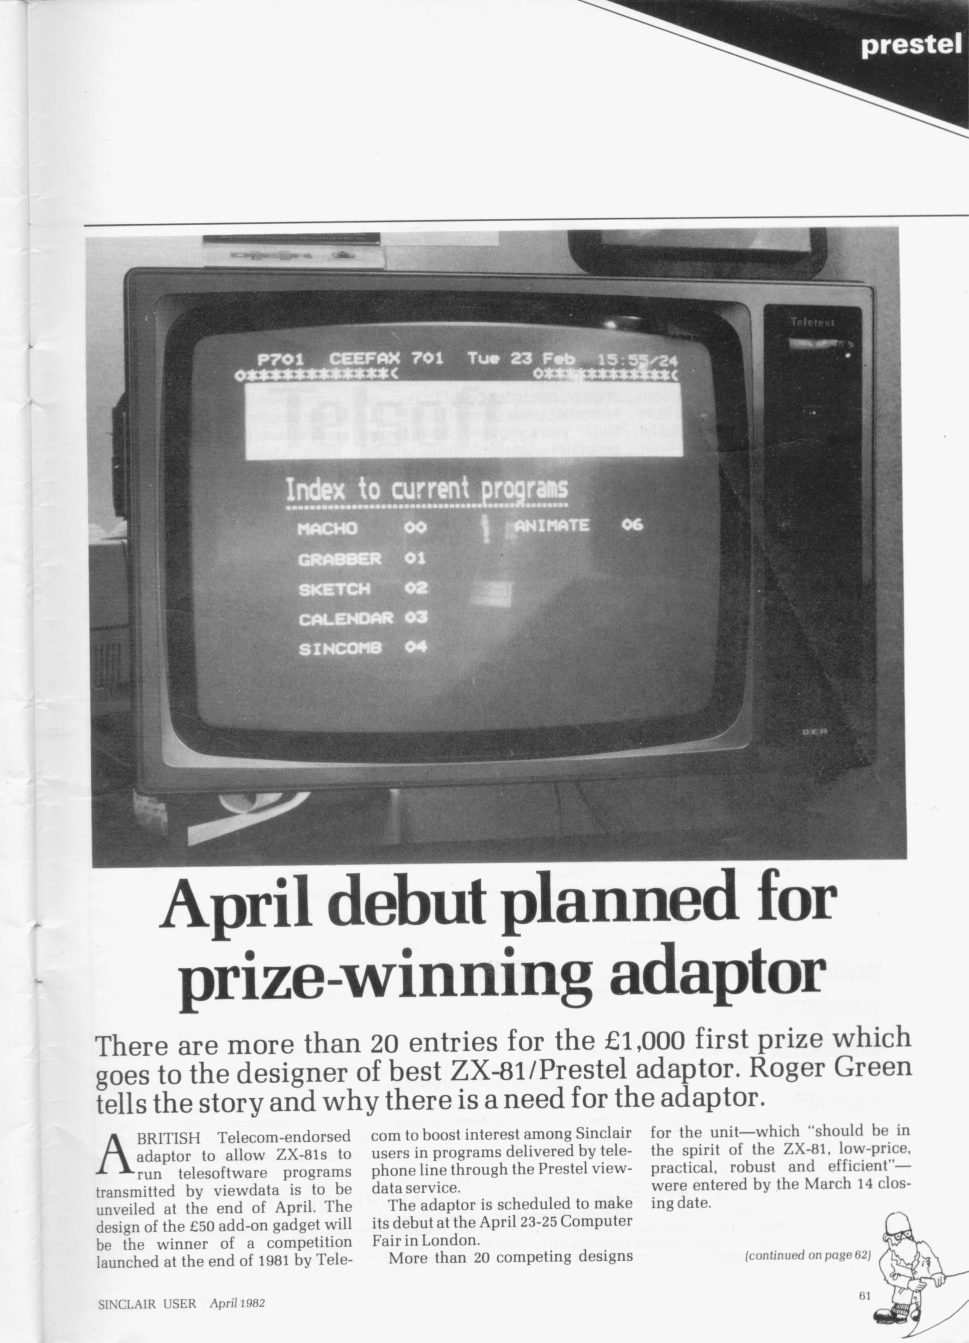 prestel
Teletext
P701 CEEFAX 701 Tue 23 Feb 15:55/24
O*************< O************<
Telsoft
Index to current programs
MACHO 00 ANIMATE 06
GRABBER 01
SKETCH 02
CALENDAR 03
SINCOMB 04
DER
April debut planned for
prize-winning adaptor
There are more than 20 entries for the £1,000 first prize which
goes to the designer of best ZX-81/Prestel adaptor. Roger Green
tells the story and why there is a need for the adaptor.
A BRITISH Telecom-endorsed
adaptor to allow ZX-81s to
run telesoftware programs
transmitted by viewdata is to be
unveiled at the end of April. The
design of the £50 add-on gadget will
be the winner of a competition
launched at the end of 1981 by Tele-
com to boost interest among Sinclair
users in programs delivered by tele-
phone line through the Prestel view-
data service.
The adaptor is scheduled to make
its debut at the April 23-25 Computer
Fair in London.
More than 20 competing designs
for the unit—which “should be in
the spirit of the ZX-81, low-price,
practical, robust and efficient”—
were entered by the March 14 clos-
ing date.
(continued on page 62)
SINCLAIR USER April 1982
61